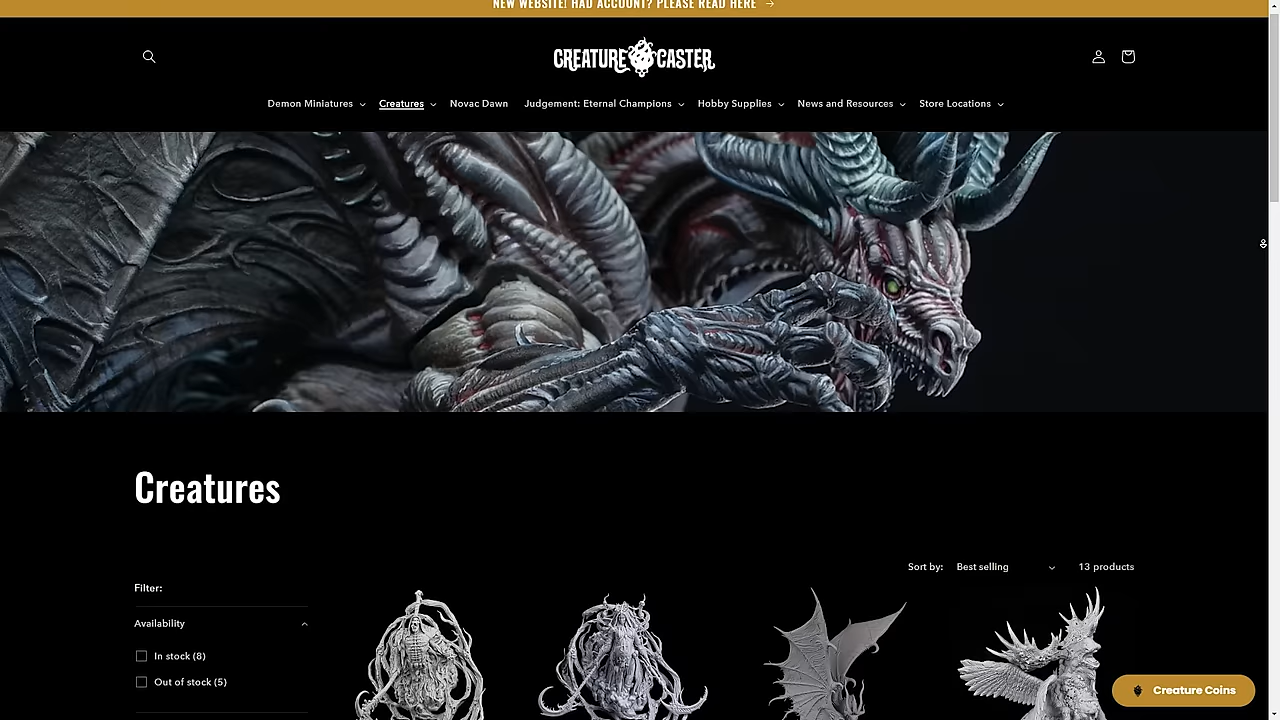 NEW WEBSITE! HAD ACCOUNT? PLEASE READ HERE →
CREATURE CASTER
Demon Miniatures Creatures Novac Dawn Judgement: Eternal Champions Hobby Supplies News and Resources Store Locations
Creatures
Sort by: Best selling 13 products
Filter:
Availability
In stock (8)
Out of stock (5)
Creature Coins